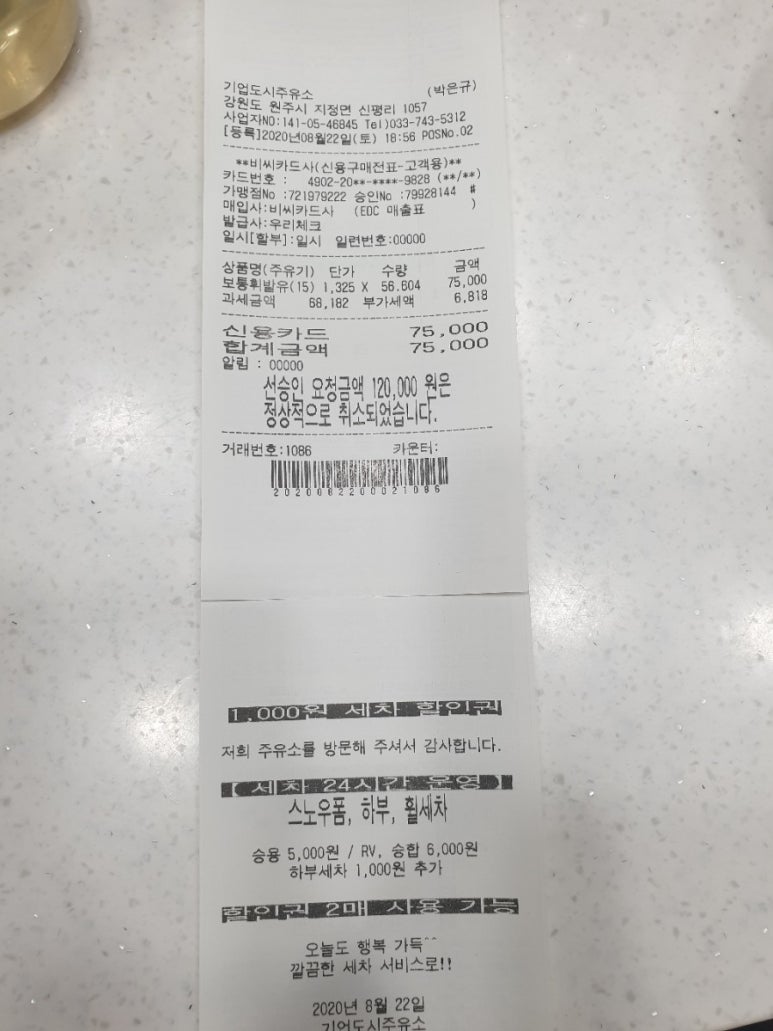 기업도시주유소 (박은규)
강원도 원주시 지정면 신평리 1057
사업자NO:141-05-46845 Tel)033-743-5312
[등록]2020년08월22일(토) 18:56 POSNo.02
**비씨카드사(신용구매전표-고객용)**
카드번호 : 4902-20**-****-9828 (**/**)
가맹점No :721979222 승인No :79928144 #
매입사:비씨카드사 (EDC 매출표 )
발급사:우리체크
일시[할부]:일시 일련번호:00000
상품명(주유기) 단가 수량 금액
보통휘발유(15) 1,325 X 56.604 75,000
과세금액 68,182 부가세액 6,818
신용카드 75,000
합계금액 75,000
알림 : 00000
선승인 요청금액 120,000 원은
정상적으로 취소되었습니다.
거래번호:1086 카운터:
2020082200021086
1,000원 세차 할인권
저희 주유소를 방문해 주셔서 감사합니다.
[ 세차 24시간 운영 ]
스노우폼, 하부, 휠세차
승용 5,000원 / RV, 승합 6,000원
하부세차 1,000원 추가
할인권 2매 사용 가능
오늘도 행복 가득^^
깔끔한 세차 서비스로!!
2020년 8월 22일
기업도시주유소